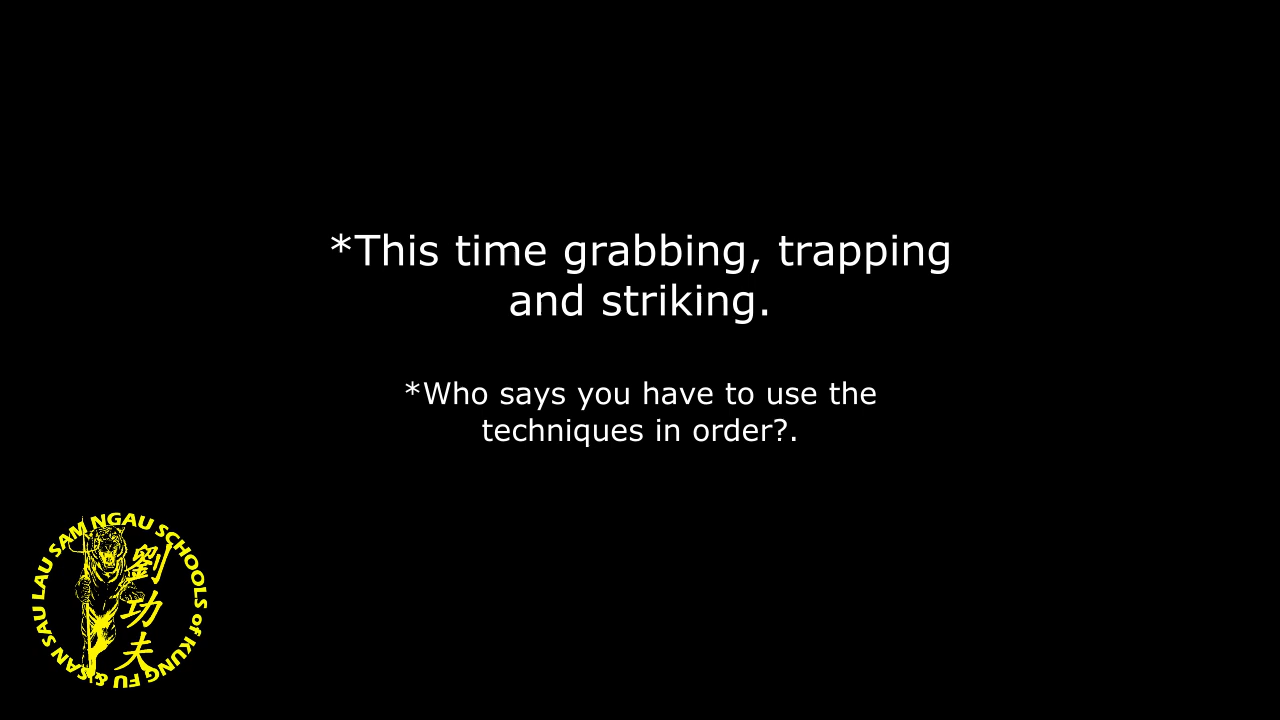 *This time grabbing, trapping
and striking.
*Who says you have to use the
techniques in order?.
SAN SAU LAU SAM NGAU SCHOOLS of KUNG FU &
劉
功
夫